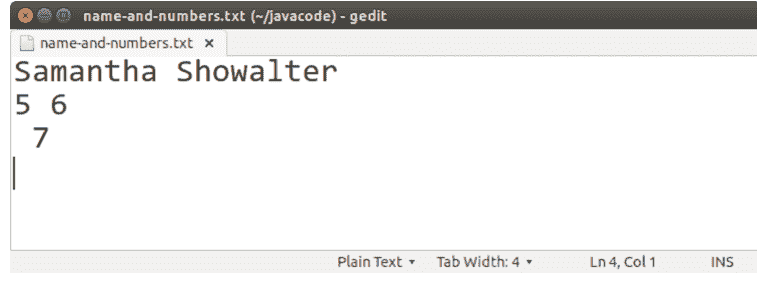 name-and-numbers.txt (~/javacode) - gedit
name-and-numbers.txt ×
Samantha Showalter
5 6
 7
Plain Text ▾ Tab Width: 4 ▾ Ln 4, Col 1 INS